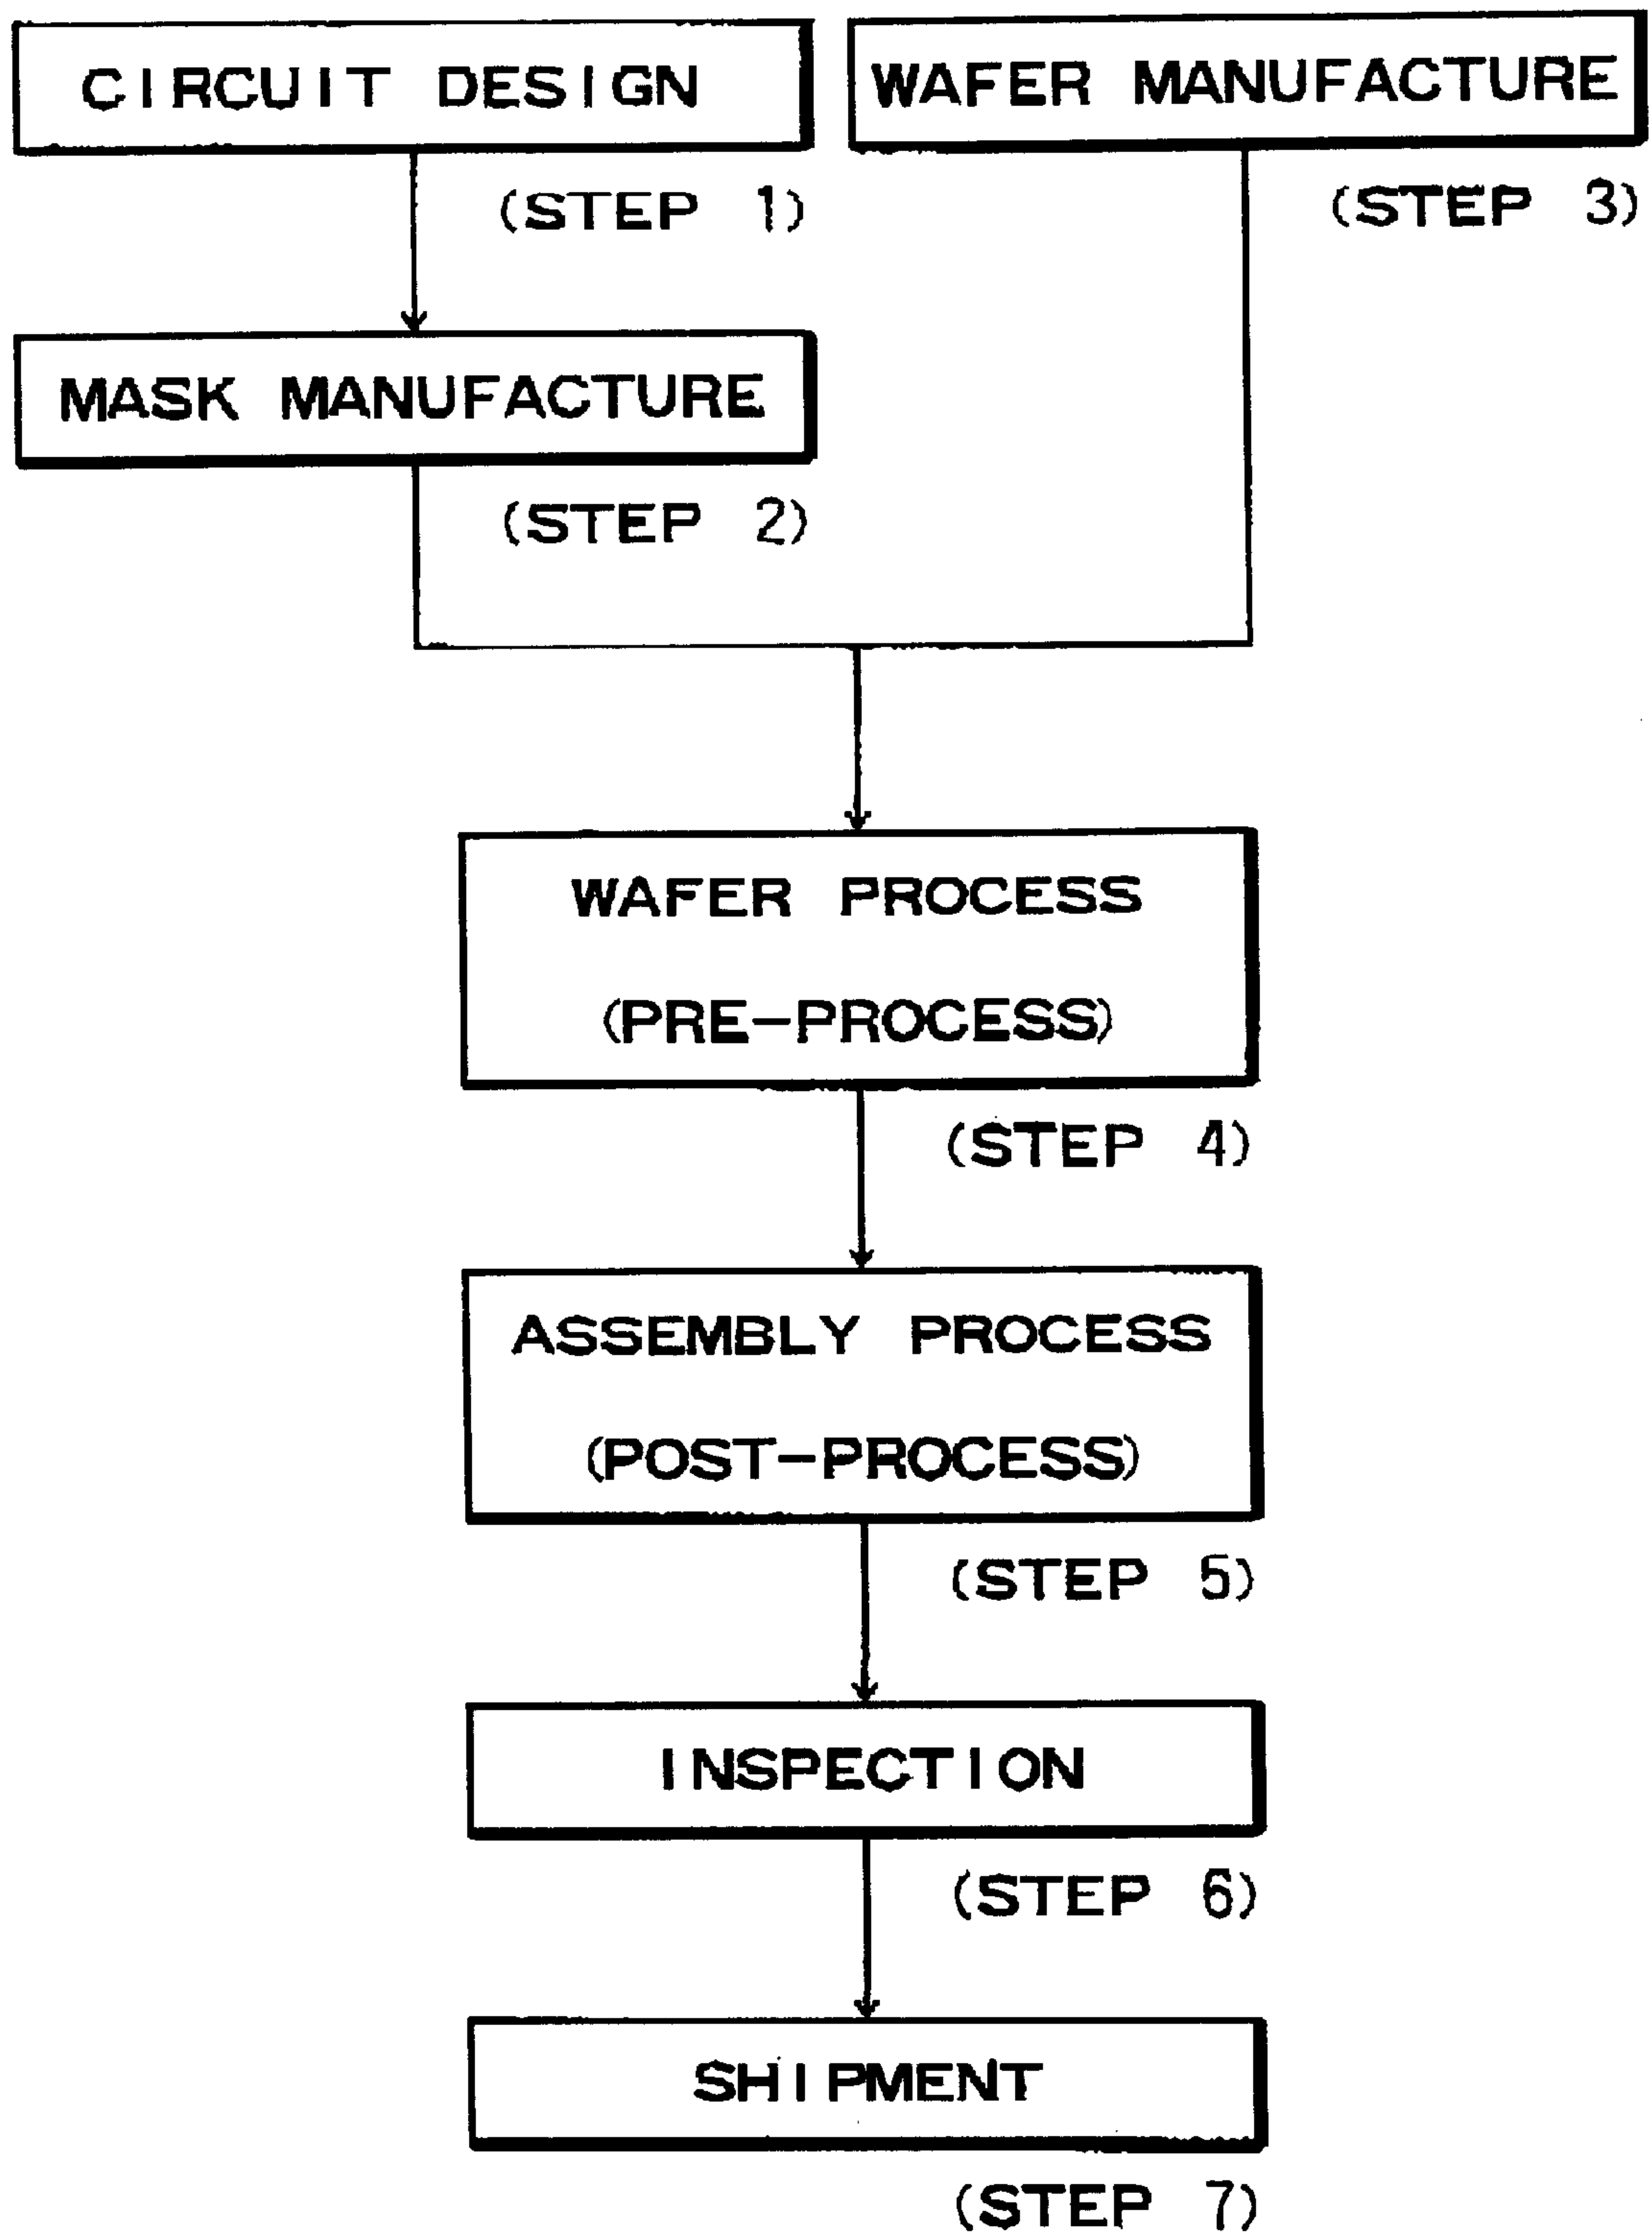 CIRCUIT DESIGN
(STEP 1)
WAFER MANUFACTURE
(STEP 3)
MASK MANUFACTURE
(STEP 2)
WAFER PROCESS
(PRE-PROCESS)
(STEP 4)
ASSEMBLY PROCESS
(POST-PROCESS)
(STEP 5)
INSPECTION
(STEP 6)
SHIPMENT
(STEP 7)